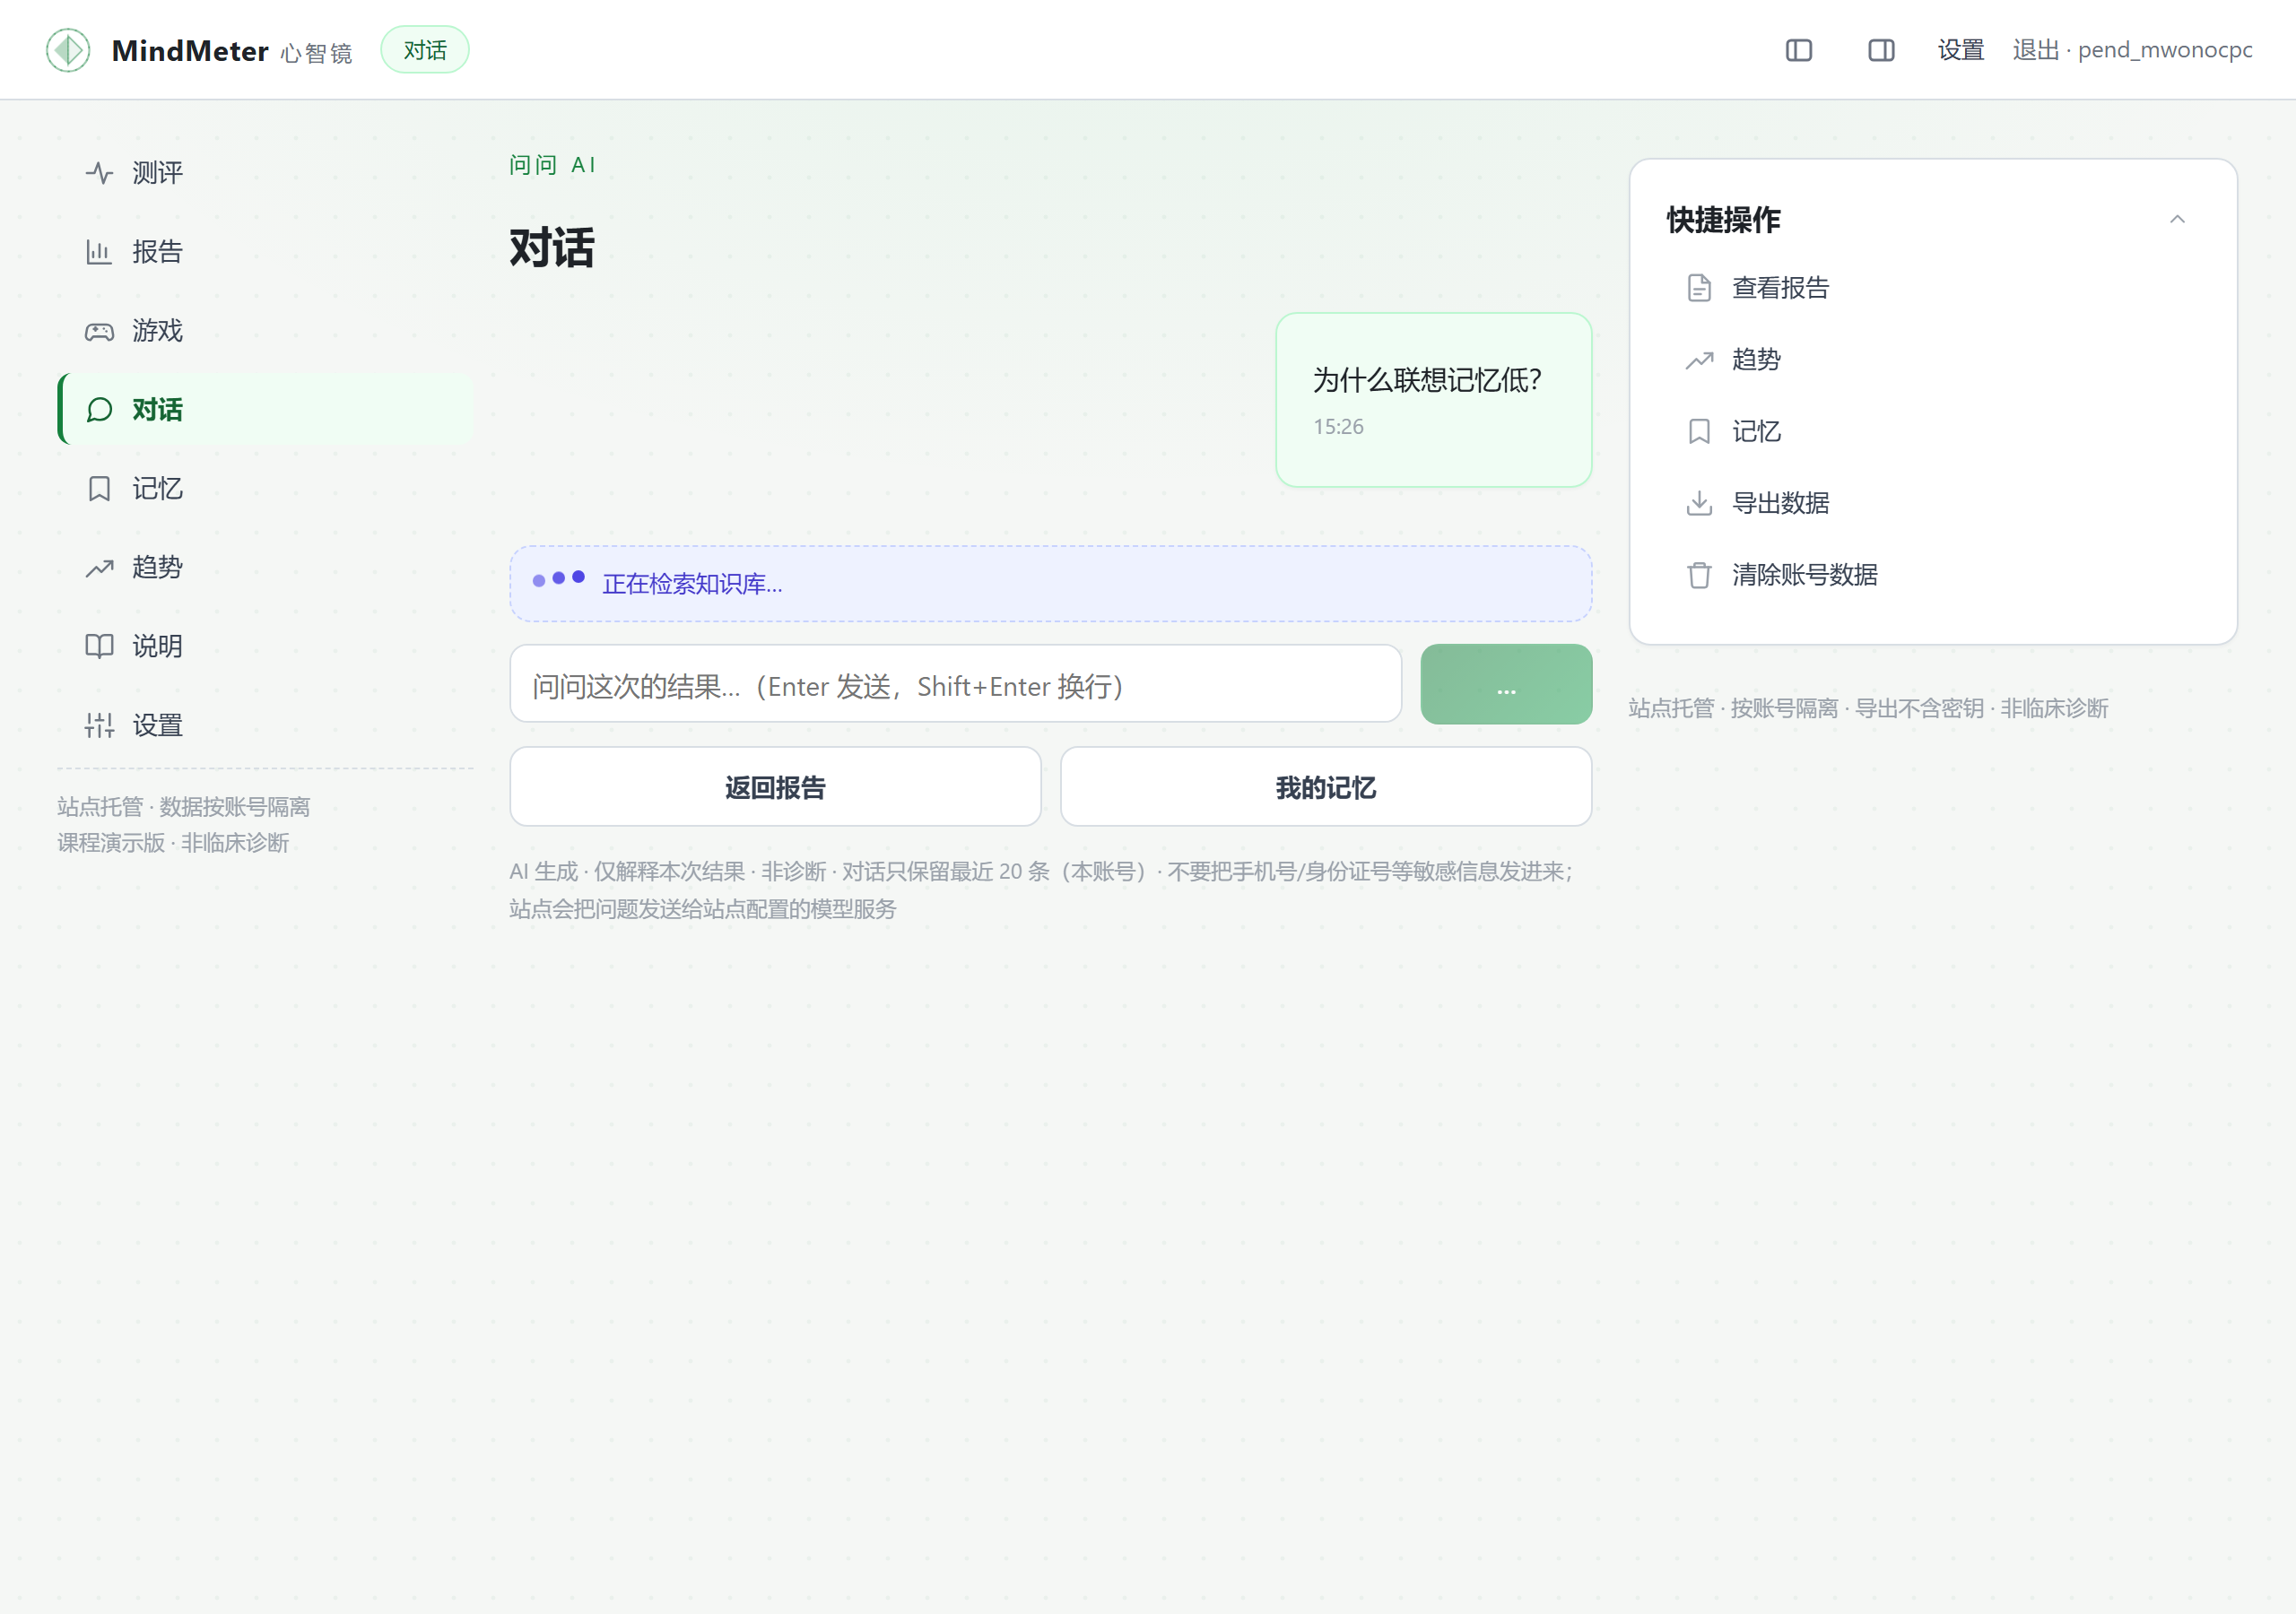 MindMeter 心智镜
对话
设置
退出 · pend_mwonocpc
测评
报告
游戏
对话
记忆
趋势
说明
设置
站点托管 · 数据按账号隔离
课程演示版 · 非临床诊断
问问 AI
对话
为什么联想记忆低?
15:26
正在检索知识库...
问问这次的结果...（Enter 发送，Shift+Enter 换行）
...
返回报告
我的记忆
AI 生成 · 仅解释本次结果 · 非诊断 · 对话只保留最近 20 条（本账号）· 不要把手机号/身份证号等敏感信息发进来；
站点会把问题发送给站点配置的模型服务
快捷操作
查看报告
趋势
记忆
导出数据
清除账号数据
站点托管 · 按账号隔离 · 导出不含密钥 · 非临床诊断